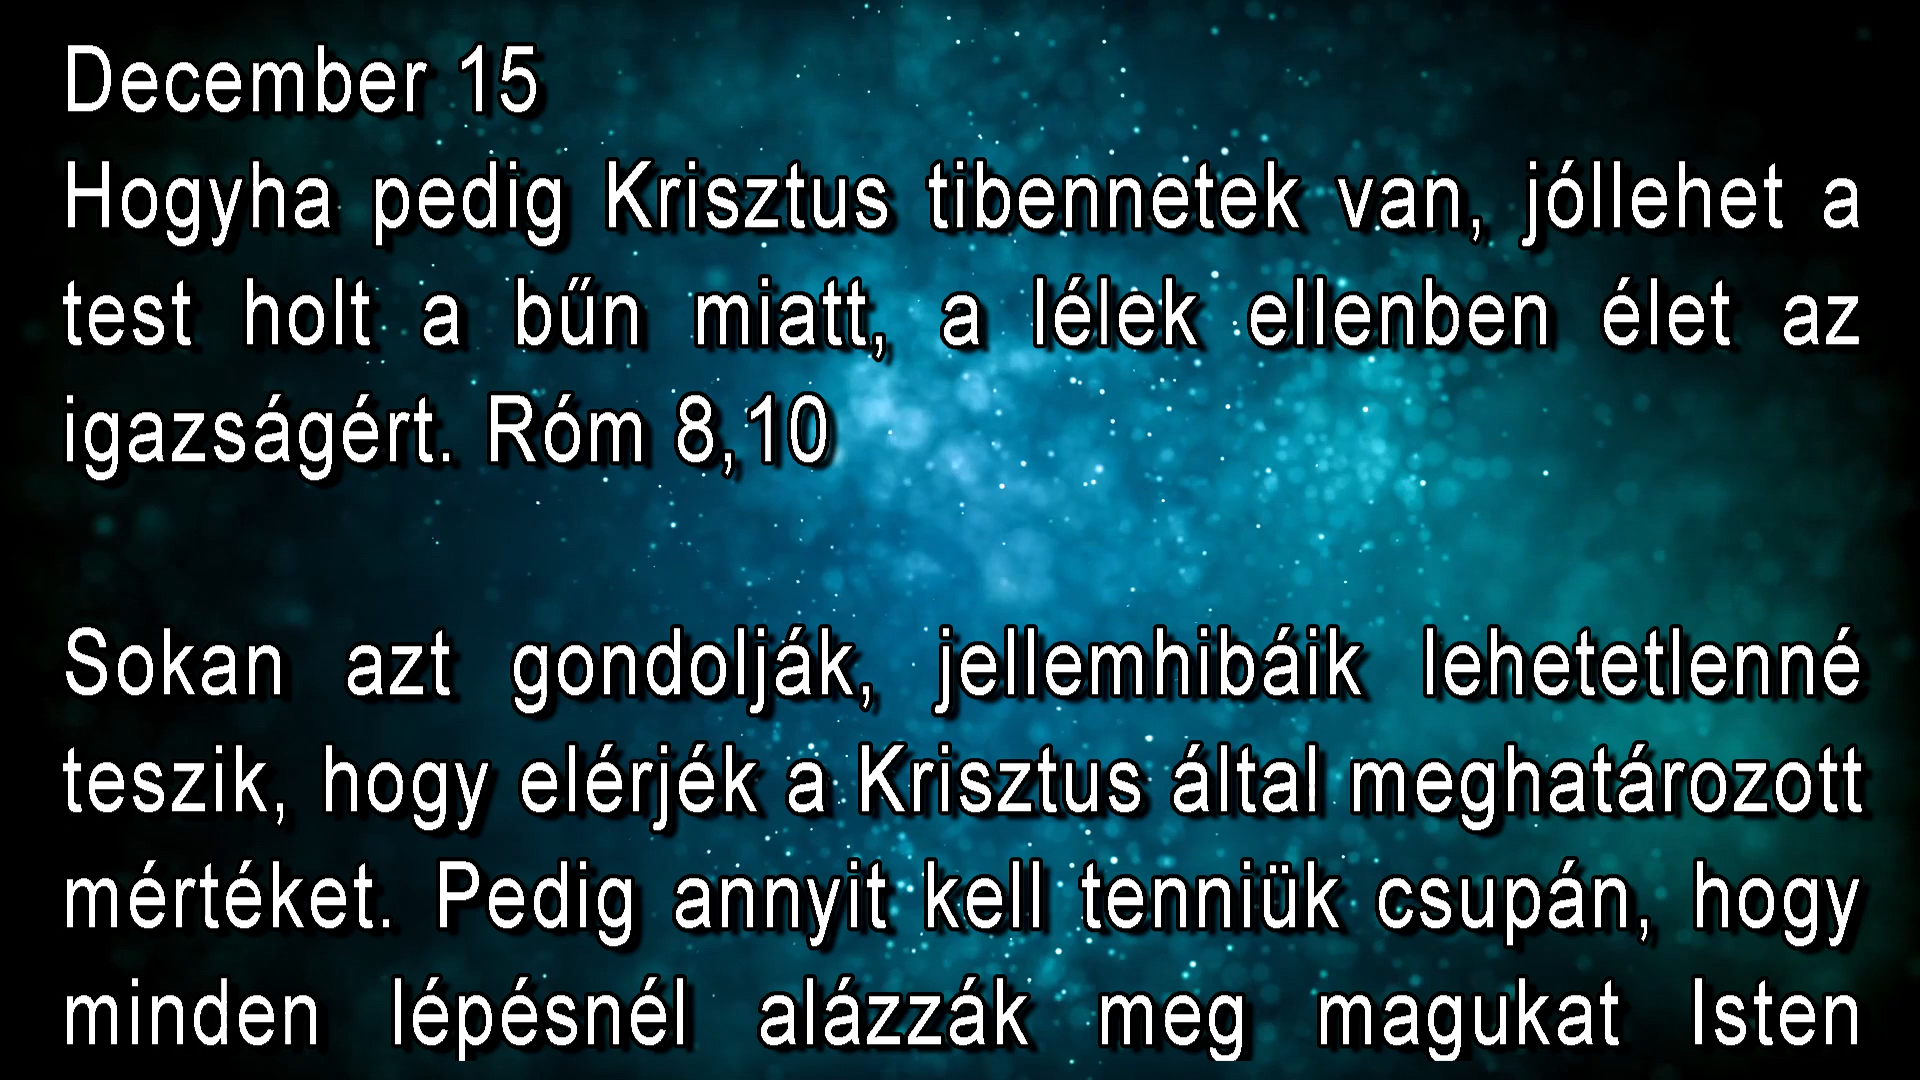 December 15
Hogyha pedig Krisztus tibennetek van, jóllehet a
test holt a bűn miatt, a lélek ellenben élet az
igazságért. Róm 8,10
Sokan azt gondolják, jellemhibáik lehetetlenné
teszik, hogy elérjék a Krisztus által meghatározott
mértéket. Pedig annyit kell tenniük csupán, hogy
minden lépésnél alázzák meg magukat Isten